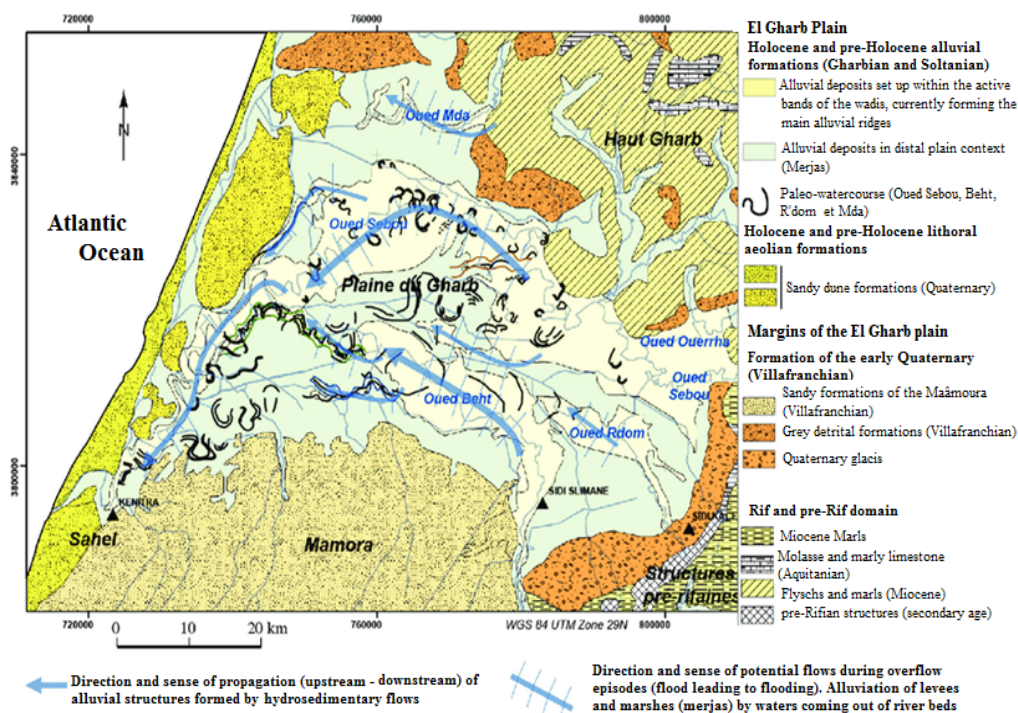 720000
760000
800000
3840000
3800000
N
Atlantic
Ocean
Oued Mda
Haut Gharb
Oued Sebou
Plaine du Gharb
Oued Ouerrha
Oued
Sebou
Oued Beht
Oued Rdom
SIDI SLIMANE
KENITRA
Sahel
Mamora
Structures
pré-rifaines
720000
760000
800000
WGS 84 UTM Zone 29N
0 10 20 km
El Gharb Plain
Holocene and pre-Holocene alluvial
formations (Gharbian and Soltanian)
Alluvial deposits set up within the active
bands of the wadis, currently forming the
main alluvial ridges
Alluvial deposits in distal plain context
(Merjas)
Paleo-watercourse (Oued Sebou, Beht,
R'dom et Mda)
Holocene and pre-Holocene lithoral
aeolian formations
Sandy dune formations (Quaternary)
Margins of the El Gharb plain
Formation of the early Quaternary
(Villafranchian)
Sandy formations of the Maâmoura
(Villafranchian)
Grey detrital formations (Villafranchian)
Quaternary glacis
Rif and pre-Rif domain
Miocene Marls
Molasse and marly limestone
(Aquitanian)
Flyschs and marls (Miocene)
pre-Rifian structures (secondary age)
Direction and sense of propagation (upstream - downstream) of
alluvial structures formed by hydrosedimentary flows
Direction and sense of potential flows during overflow
episodes (flood leading to flooding). Alluviation of levees
and marshes (merjas) by waters coming out of river beds